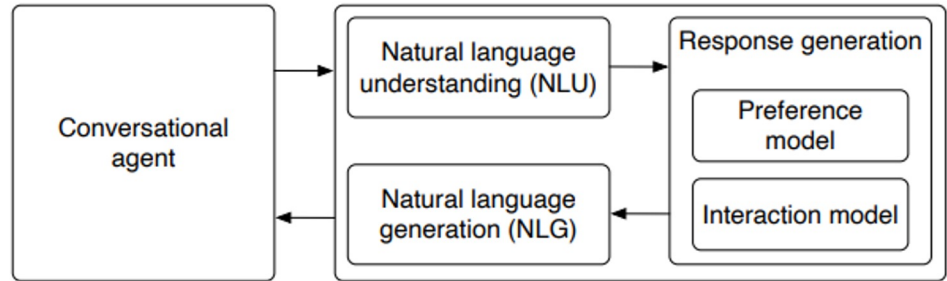 Conversational
agent
Natural language
understanding (NLU)
Response generation
Preference
model
Interaction model
Natural language
generation (NLG)